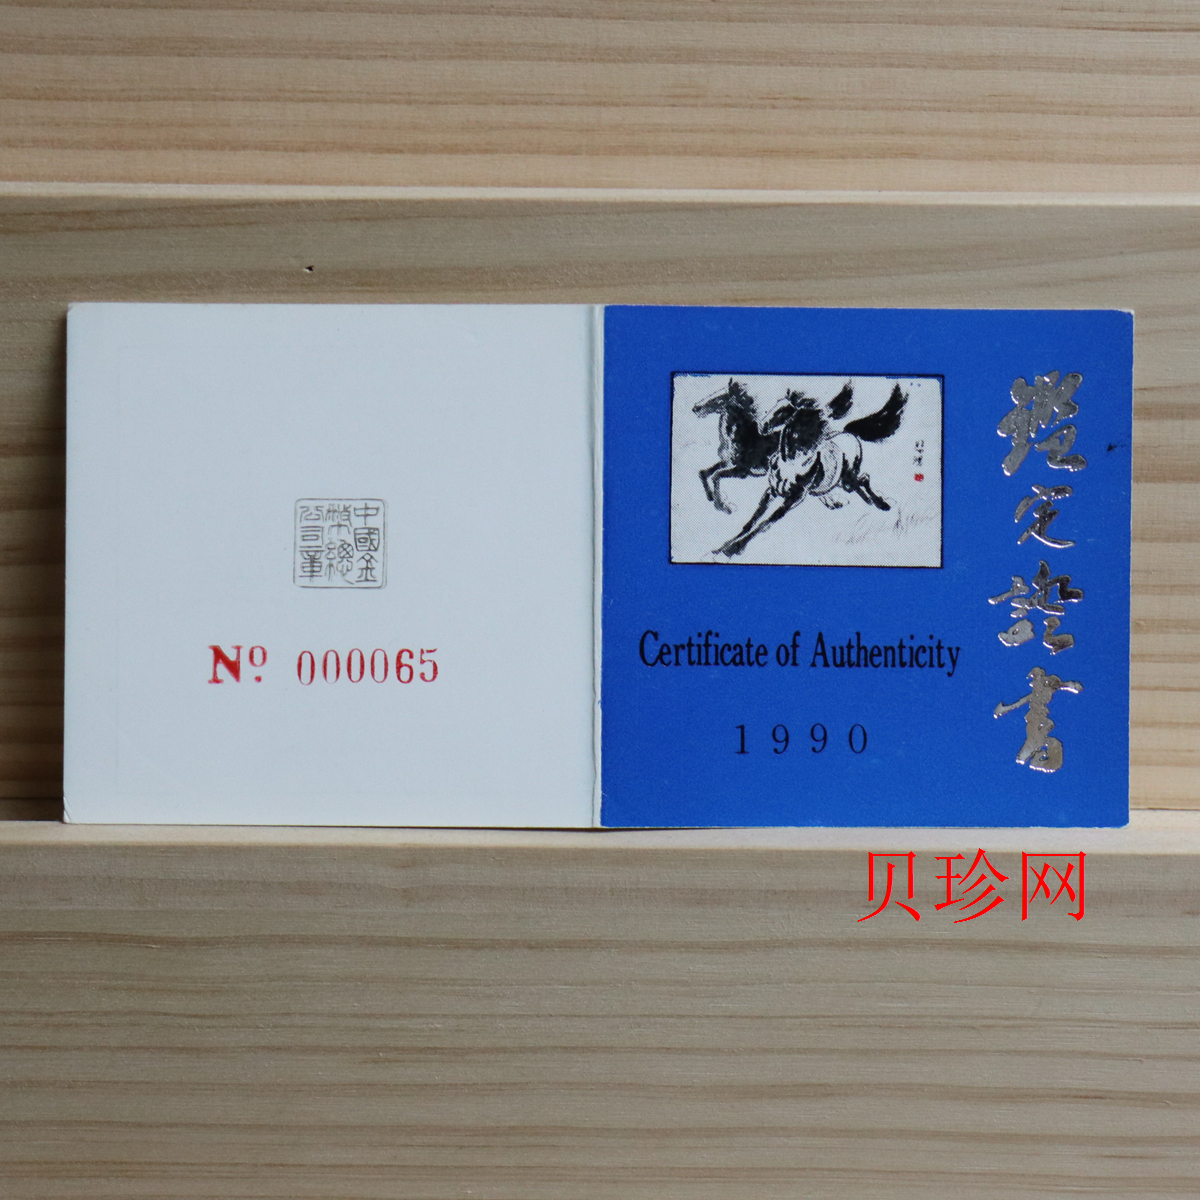 中國金
幣總
公司章
No. 000065
鑑定證書
Certificate of Authenticity
1990
贝珍网